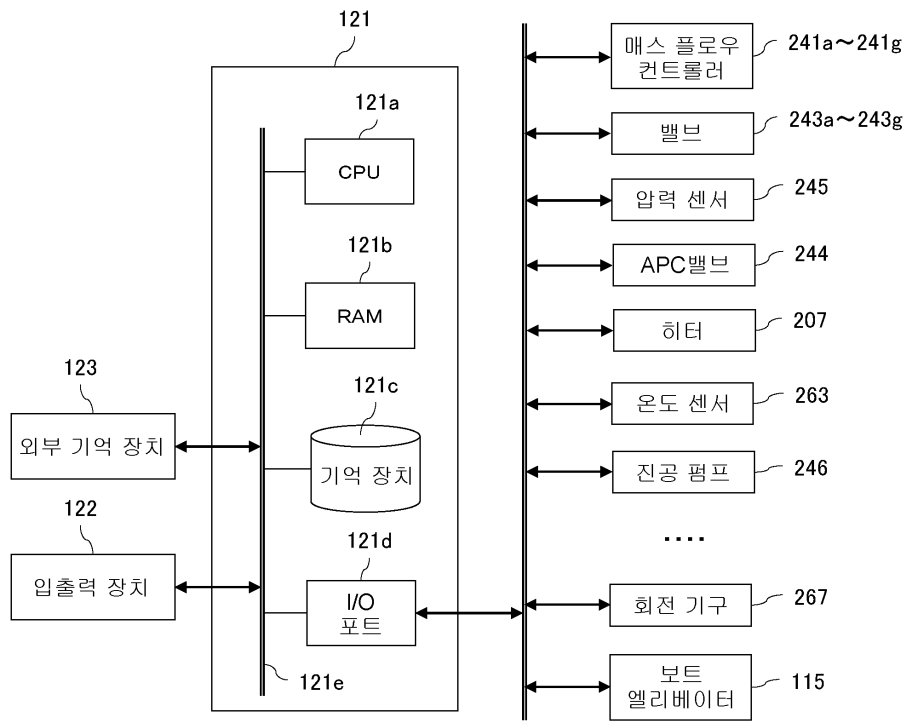 121
121a
CPU
121b
RAM
123
외부 기억 장치
121c
기억 장치
122
입출력 장치
121d
I/O
포트
121e
매스 플로우
컨트롤러
241a～241g
밸브
243a～243g
압력 센서
245
APC밸브
244
히터
207
온도 센서
263
진공 펌프
246
····
회전 기구
267
보트
엘리베이터
115